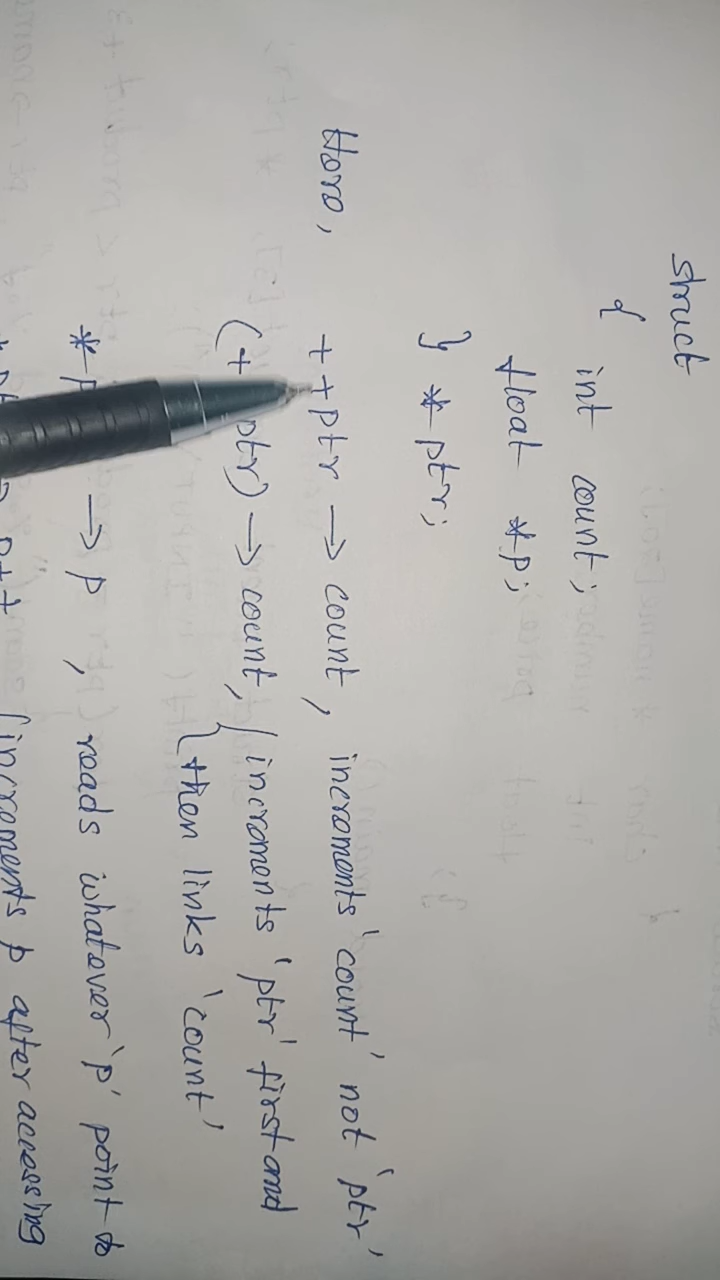 struct
{
int count;
float *p;
} *ptr;
Here,
++ptr → count, increments 'count' not 'ptr'
ptr) → count, { increments 'ptr' first and
then links 'count'
→ p, reads whatever 'p' point to
p++ { increments p after accessing